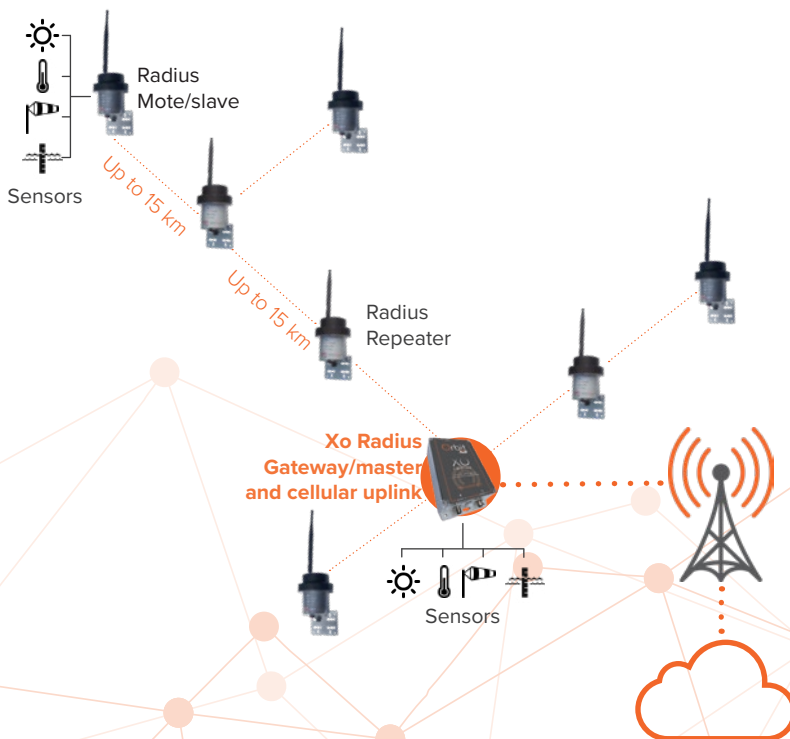 Radius
Mote/slave
Sensors
Up to 15 km
Up to 15 km
Radius
Repeater
Xo Radius
Gateway/master
and cellular uplink
Orbit
Sensors